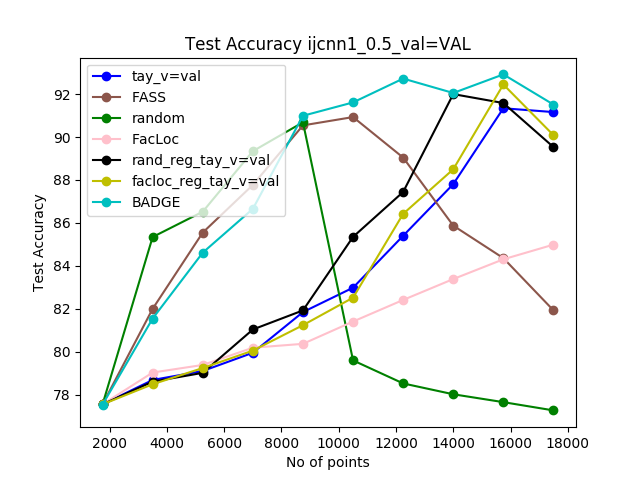 Test Accuracy ijcnn1_0.5_val=VAL
tay_v=val
FASS
random
FacLoc
rand_reg_tay_v=val
facloc_reg_tay_v=val
BADGE
Test Accuracy
92
90
88
86
84
82
80
78
2000 4000 6000 8000 10000 12000 14000 16000 18000
No of points